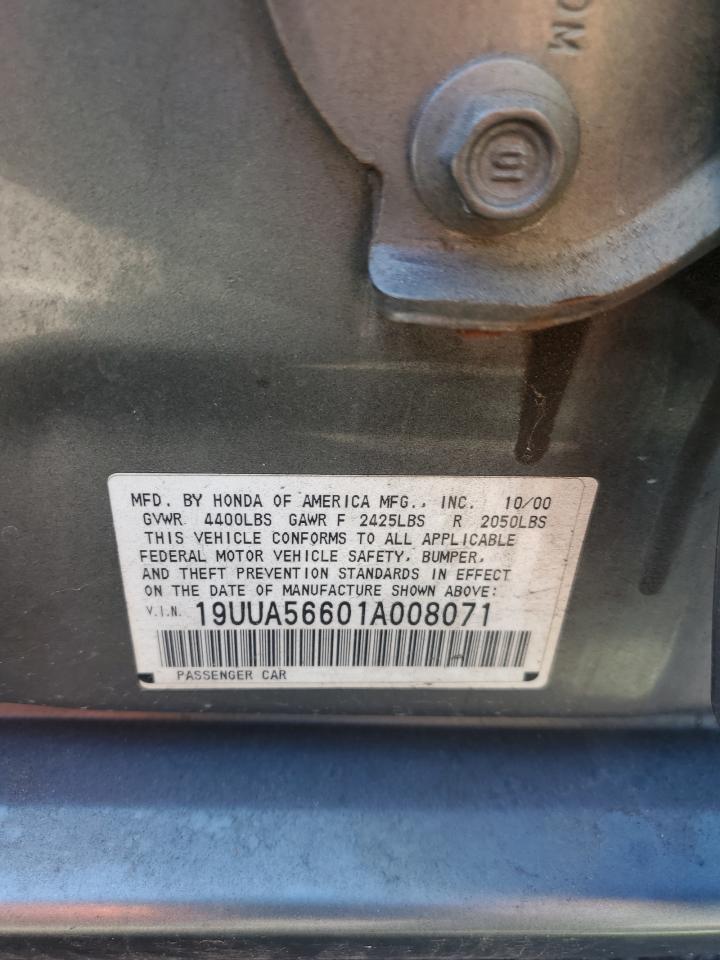 MFD. BY HONDA OF AMERICA MFG., INC. 10/00
GVWR 4400LBS GAWR F 2425LBS R 2050LBS
THIS VEHICLE CONFORMS TO ALL APPLICABLE
FEDERAL MOTOR VEHICLE SAFETY, BUMPER,
AND THEFT PREVENTION STANDARDS IN EFFECT
ON THE DATE OF MANUFACTURE SHOWN ABOVE:
V.I.N. 19UUA56601A008071
PASSENGER CAR